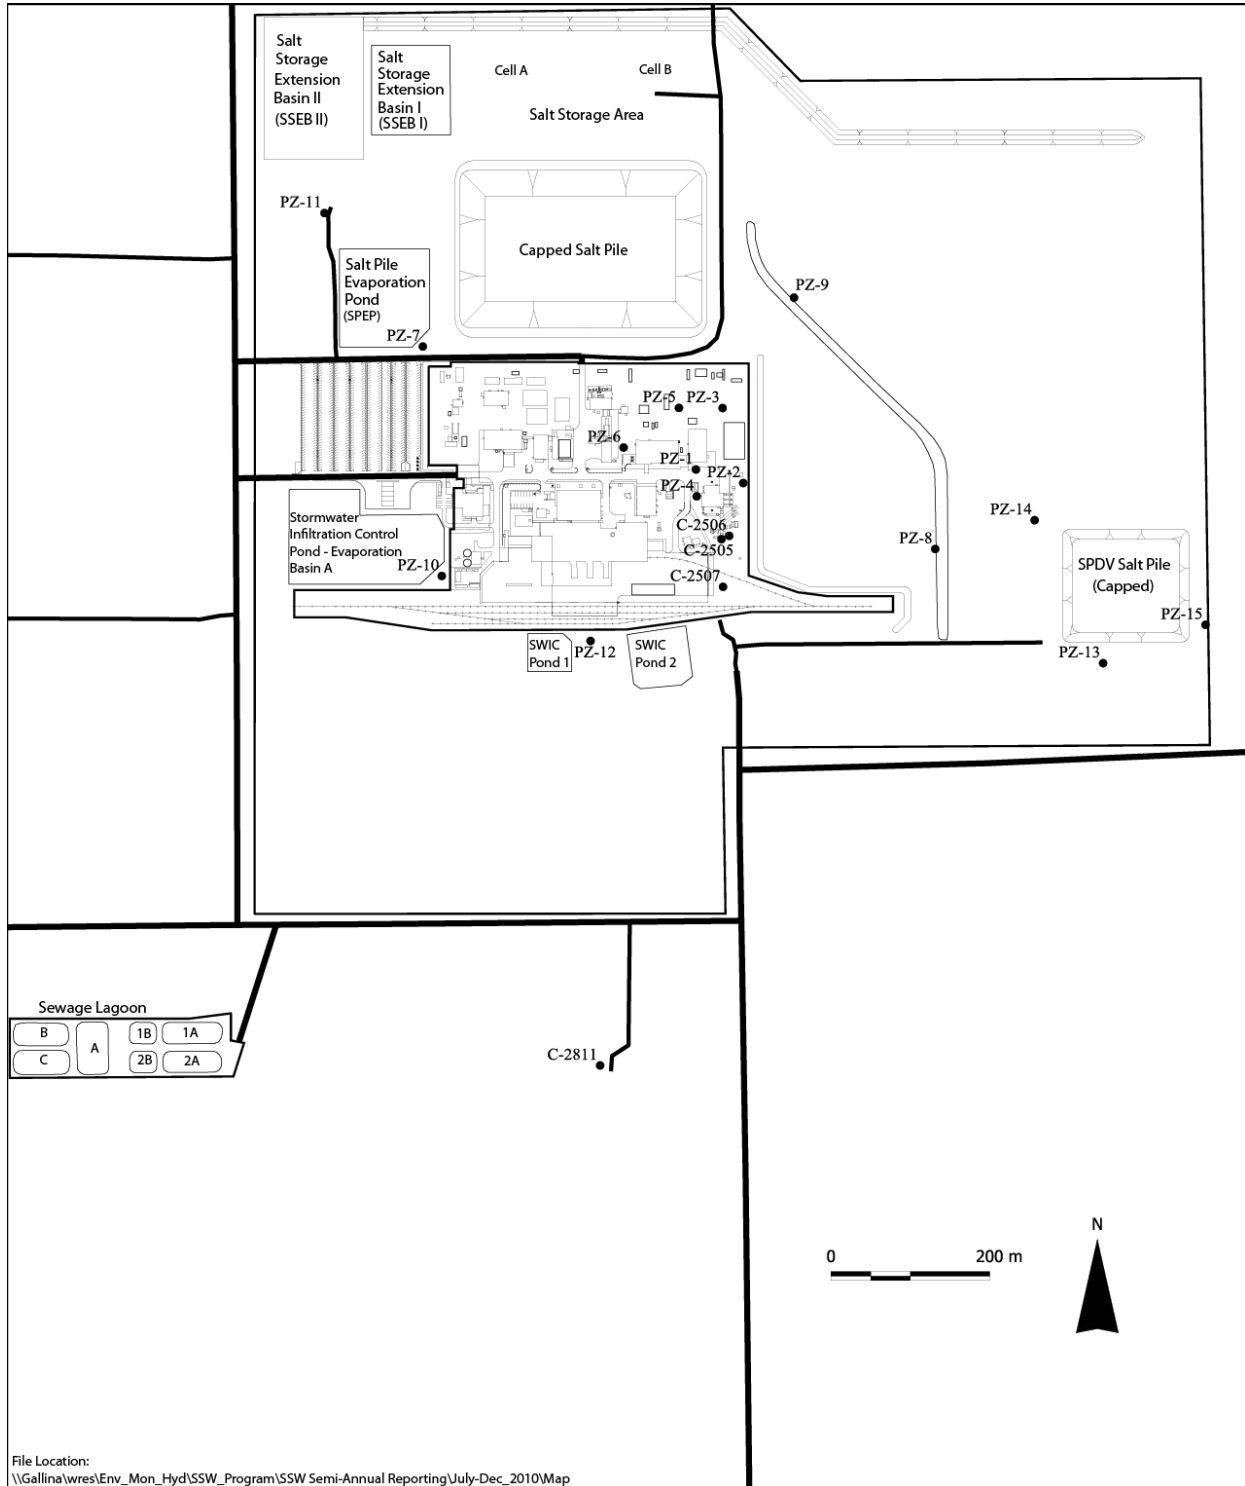 Salt
Storage
Extension
Basin II
(SSEB II)
Salt
Storage
Extension
Basin I
(SSEB I)
Cell A
Cell B
Salt Storage Area
PZ-11
Capped Salt Pile
Salt Pile
Evaporation
Pond
(SPEP)
PZ-7
PZ-9
PZ-5
PZ-3
PZ-6
PZ-1
PZ-2
PZ-4
Stormwater
Infiltration Control
Pond - Evaporation
Basin A
PZ-10
C-2506
C-2505
C-2507
PZ-14
PZ-8
SPDV Salt Pile
(Capped)
PZ-15
PZ-13
SWIC
Pond 1
PZ-12
SWIC
Pond 2
Sewage Lagoon
B
A
1B
1A
C
2B
2A
C-2811
0
200 m
N
File Location:
\\Gallina\wres\Env_Mon_Hyd\SSW_Program\SSW Semi-Annual Reporting\July-Dec_2010\Map